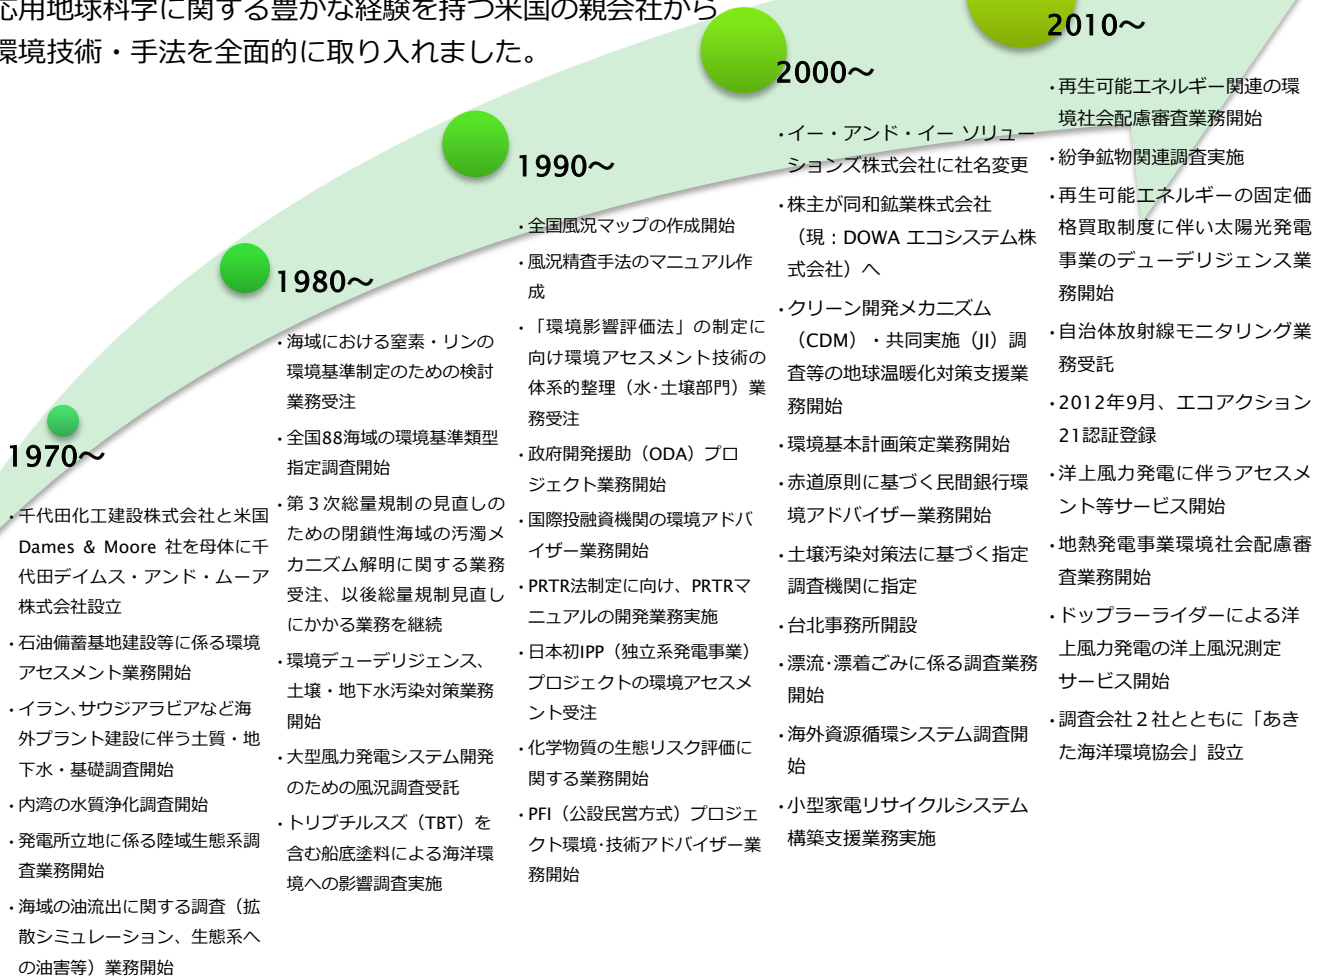 応用地球科学に関する豊かな経験を持つ米国の親会社から
環境技術・手法を全面的に取り入れました。
1970～
・千代田化工建設株式会社と米国
Dames & Moore 社を母体に千
代田デイムス・アンド・ムーア
株式会社設立
・石油備蓄基地建設等に係る環境
アセスメント業務開始
・イラン、サウジアラビアなど海
外プラント建設に伴う土質・地
下水・基礎調査開始
・内湾の水質浄化調査開始
・発電所立地に係る陸域生態系調
査業務開始
・海域の油流出に関する調査（拡
散シミュレーション、生態系へ
の油害等）業務開始
1980～
・海域における窒素・リンの
環境基準制定のための検討
業務受注
・全国88海域の環境基準類型
指定調査開始
・第３次総量規制の見直しの
ための閉鎖性海域の汚濁メ
カニズム解明に関する業務
受注、以後総量規制見直し
にかかる業務を継続
・環境デューデリジェンス、
土壌・地下水汚染対策業務
開始
・大型風力発電システム開発
のための風況調査受託
・トリブチルスズ（TBT）を
含む船底塗料による海洋環
境への影響調査実施
1990～
・全国風況マップの作成開始
・風況精査手法のマニュアル作
成
・「環境影響評価法」の制定に
向け環境アセスメント技術の
体系的整理（水･土壌部門）業
務受注
・政府開発援助（ODA）プロ
ジェクト業務開始
・国際投融資機関の環境アドバ
イザー業務開始
・PRTR法制定に向け、PRTRマ
ニュアルの開発業務実施
・日本初IPP（独立系発電事業）
プロジェクトの環境アセスメ
ント受注
・化学物質の生態リスク評価に
関する業務開始
・PFI（公設民営方式）プロジェ
クト環境･技術アドバイザー業
務開始
2000～
・イー・アンド・イー ソリュー
ションズ株式会社に社名変更
・株主が同和鉱業株式会社
（現：DOWA エコシステム株
式会社）へ
・クリーン開発メカニズム
（CDM）・共同実施（JI）調
査等の地球温暖化対策支援業
務開始
・環境基本計画策定業務開始
・赤道原則に基づく民間銀行環
境アドバイザー業務開始
・土壌汚染対策法に基づく指定
調査機関に指定
・台北事務所開設
・漂流･漂着ごみに係る調査業務
開始
・海外資源循環システム調査開
始
・小型家電リサイクルシステム
構築支援業務実施
2010～
・再生可能エネルギー関連の環
境社会配慮審査業務開始
・紛争鉱物関連調査実施
・再生可能エネルギーの固定価
格買取制度に伴い太陽光発電
事業のデューデリジェンス業
務開始
・自治体放射線モニタリング業
務受託
・2012年9月、エコアクション
21認証登録
・洋上風力発電に伴うアセスメ
ント等サービス開始
・地熱発電事業環境社会配慮審
査業務開始
・ドップラーライダーによる洋
上風力発電の洋上風況測定
サービス開始
・調査会社２社とともに「あき
た海洋環境協会」設立